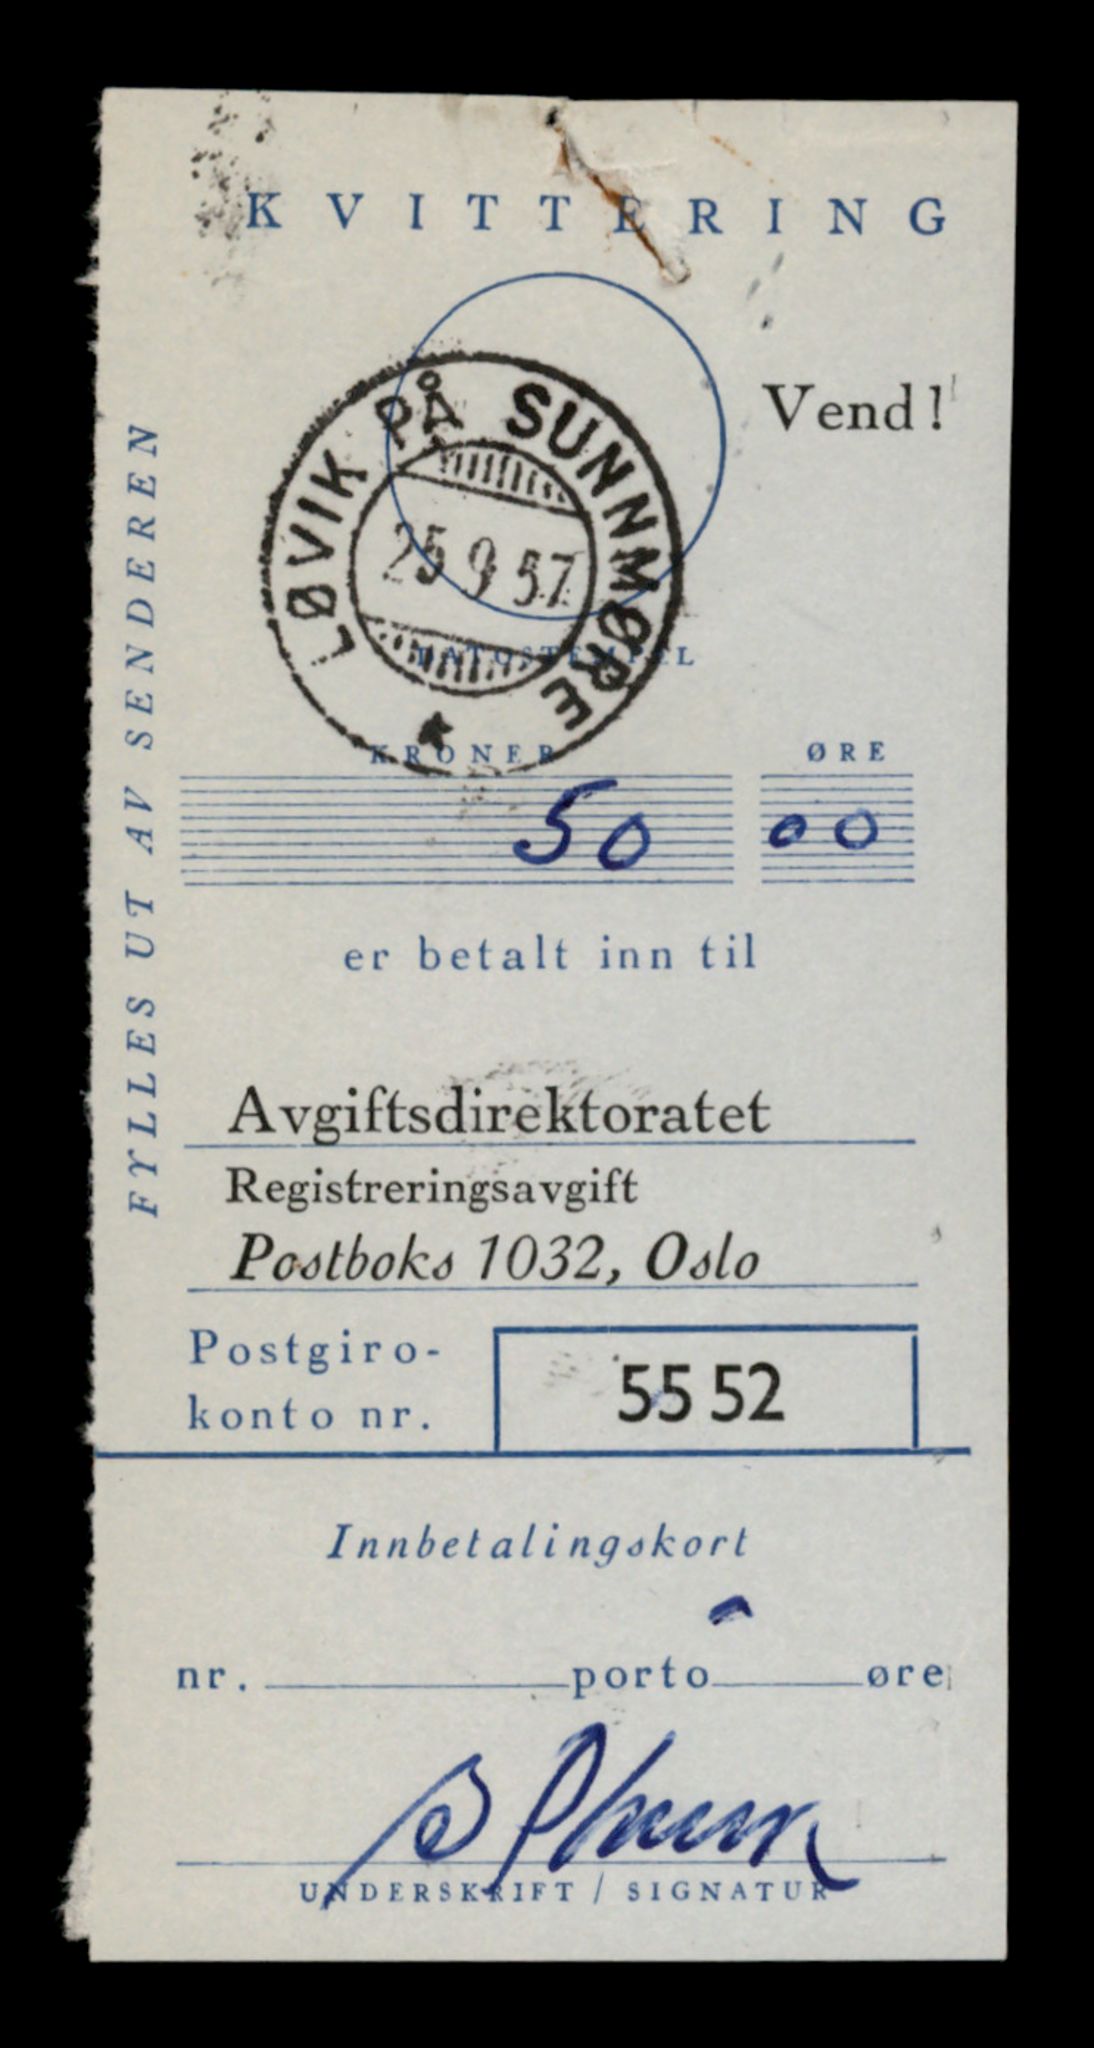 KVITTERING
Vend!
LØVIK PÅ SUNNMØRE
25 9 57
DATOSTEMPEL
FYLLES UT AV SENDEREN
KRONER ØRE
50 00
er betalt inn til
Avgiftsdirektoratet
Registreringsavgift
Postboks 1032, Oslo
Postgiro-
konto nr. 55 52
Innbetalingskort
nr. porto øre
UNDERSKRIFT / SIGNATUR